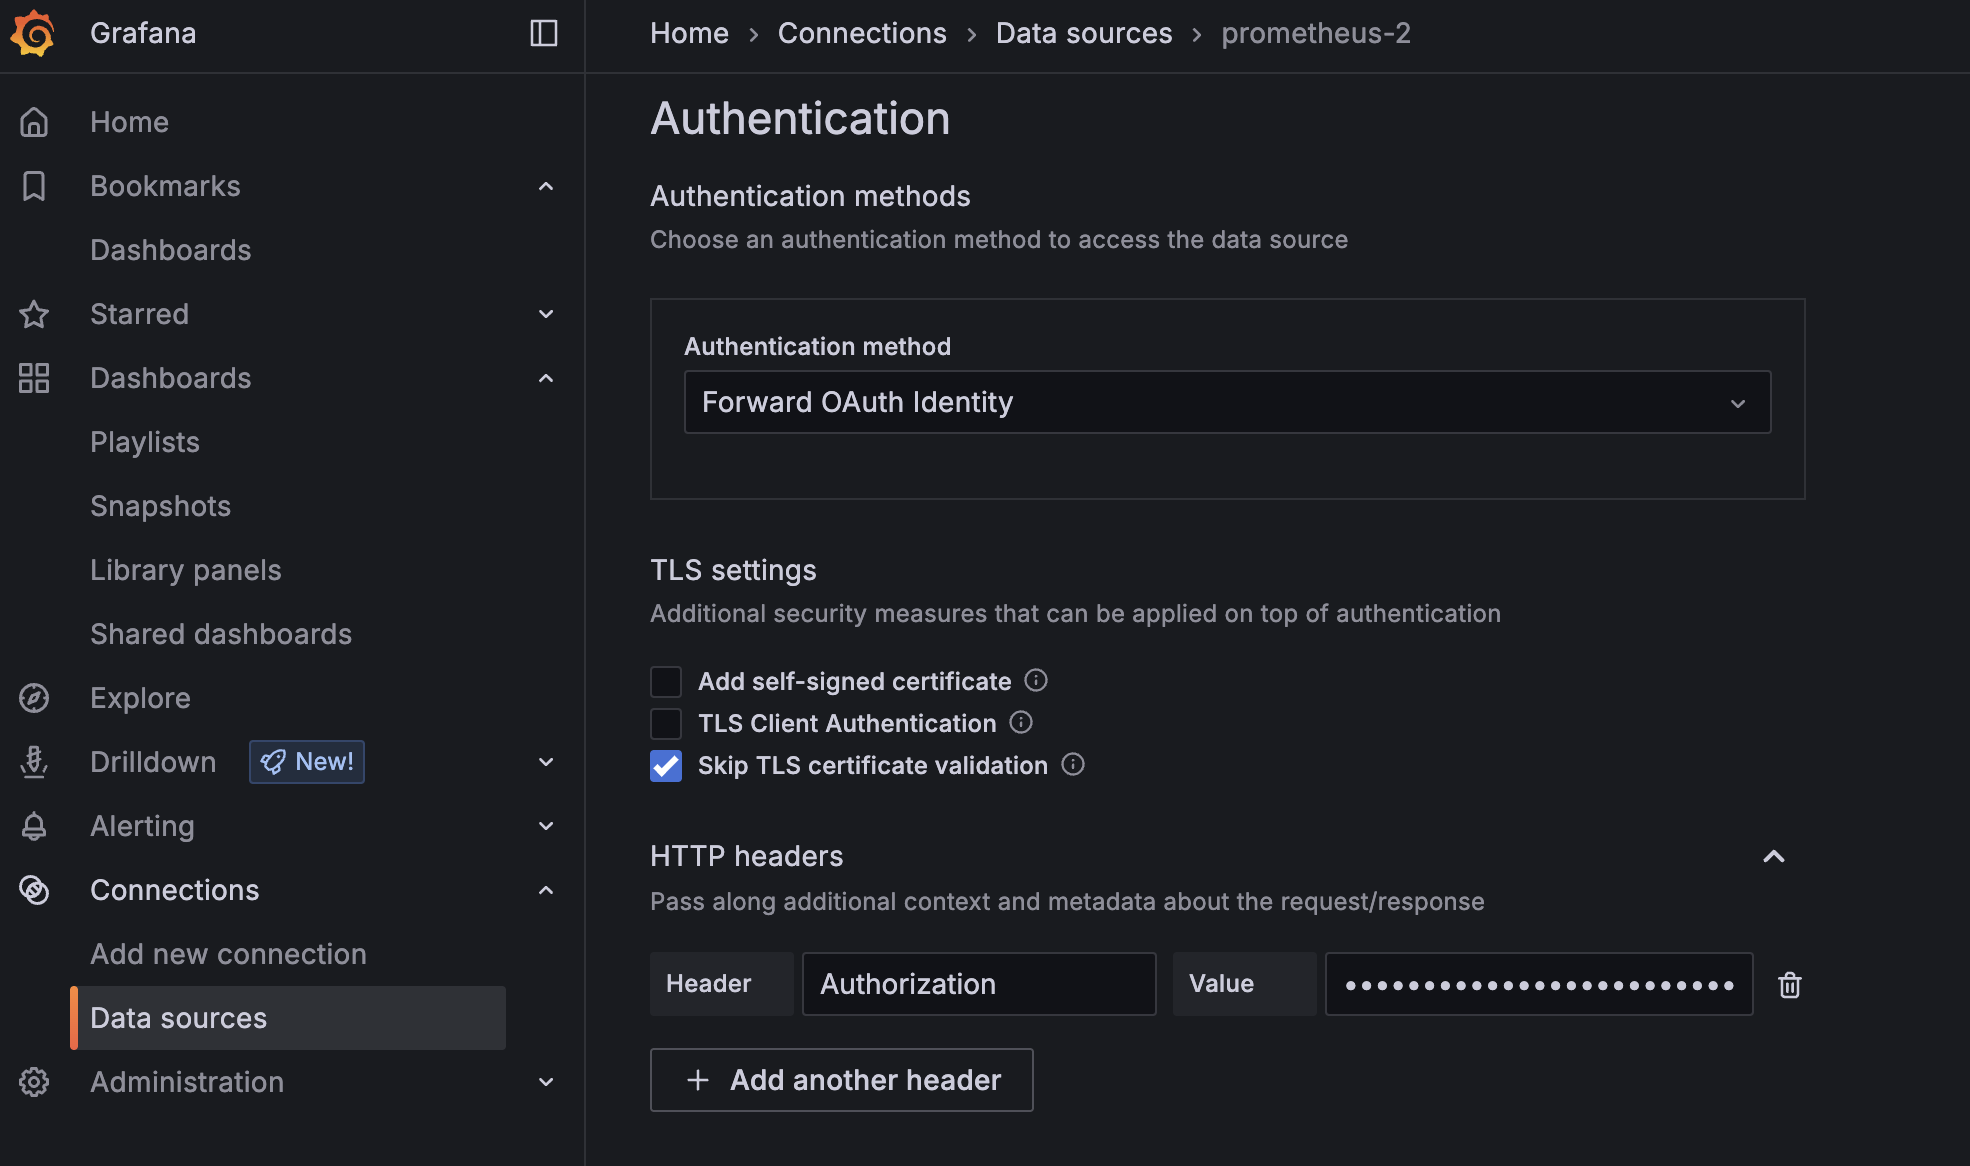 Grafana
Home › Connections › Data sources › prometheus-2
Home
Bookmarks
Dashboards
Starred
Dashboards
Playlists
Snapshots
Library panels
Shared dashboards
Explore
Drilldown New!
Alerting
Connections
Add new connection
Data sources
Administration
Authentication
Authentication methods
Choose an authentication method to access the data source
Authentication method
Forward OAuth Identity
TLS settings
Additional security measures that can be applied on top of authentication
Add self-signed certificate
TLS Client Authentication
Skip TLS certificate validation
HTTP headers
Pass along additional context and metadata about the request/response
Header Authorization Value •••••••••••••••••••••••••
+ Add another header